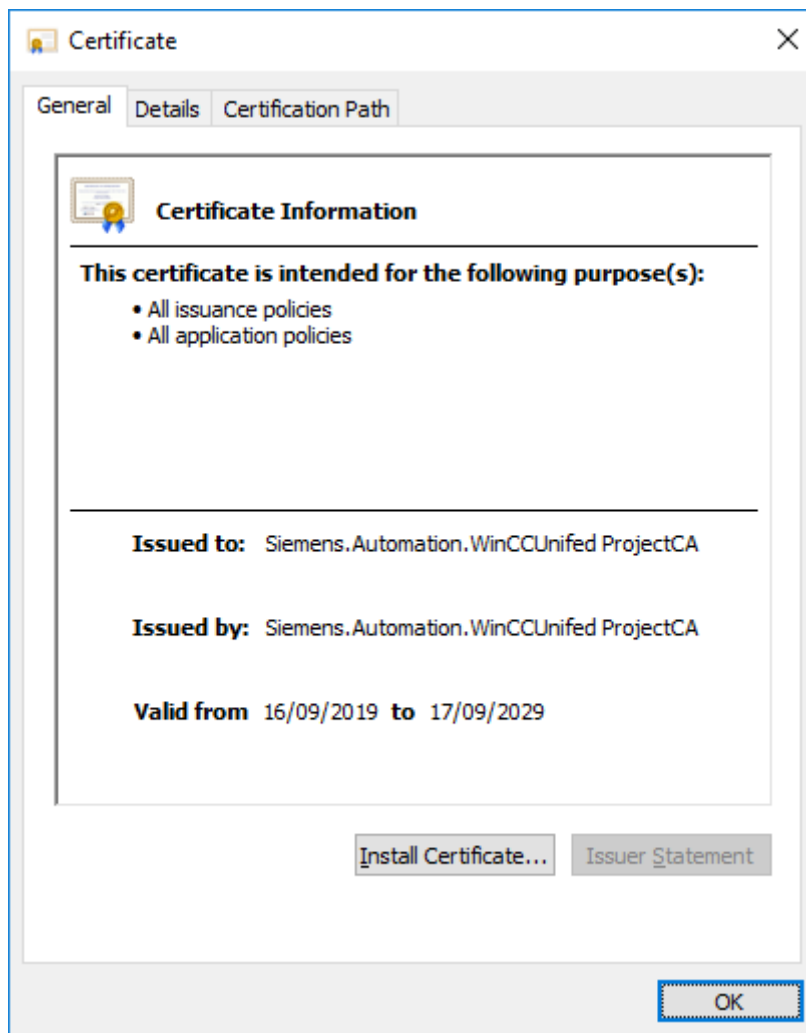 Certificate
General Details Certification Path
Certificate Information
This certificate is intended for the following purpose(s):
• All issuance policies
• All application policies
Issued to: Siemens.Automation.WinCCUnifed ProjectCA
Issued by: Siemens.Automation.WinCCUnifed ProjectCA
Valid from 16/09/2019 to 17/09/2029
Install Certificate... Issuer Statement
OK